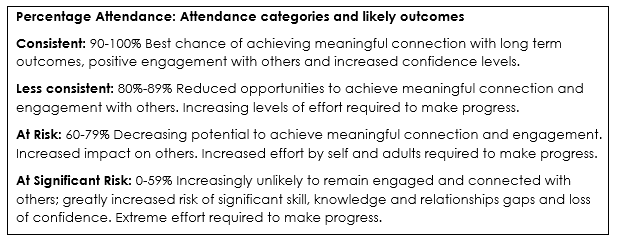 Percentage Attendance: Attendance categories and likely outcomes
Consistent: 90-100% Best chance of achieving meaningful connection with long term
outcomes, positive engagement with others and increased confidence levels.
Less consistent: 80%-89% Reduced opportunities to achieve meaningful connection and
engagement with others. Increasing levels of effort required to make progress.
At Risk: 60-79% Decreasing potential to achieve meaningful connection and engagement.
Increased impact on others. Increased effort by self and adults required to make progress.
At Significant Risk: 0-59% Increasingly unlikely to remain engaged and connected with
others; greatly increased risk of significant skill, knowledge and relationships gaps and loss
of confidence. Extreme effort required to make progress.